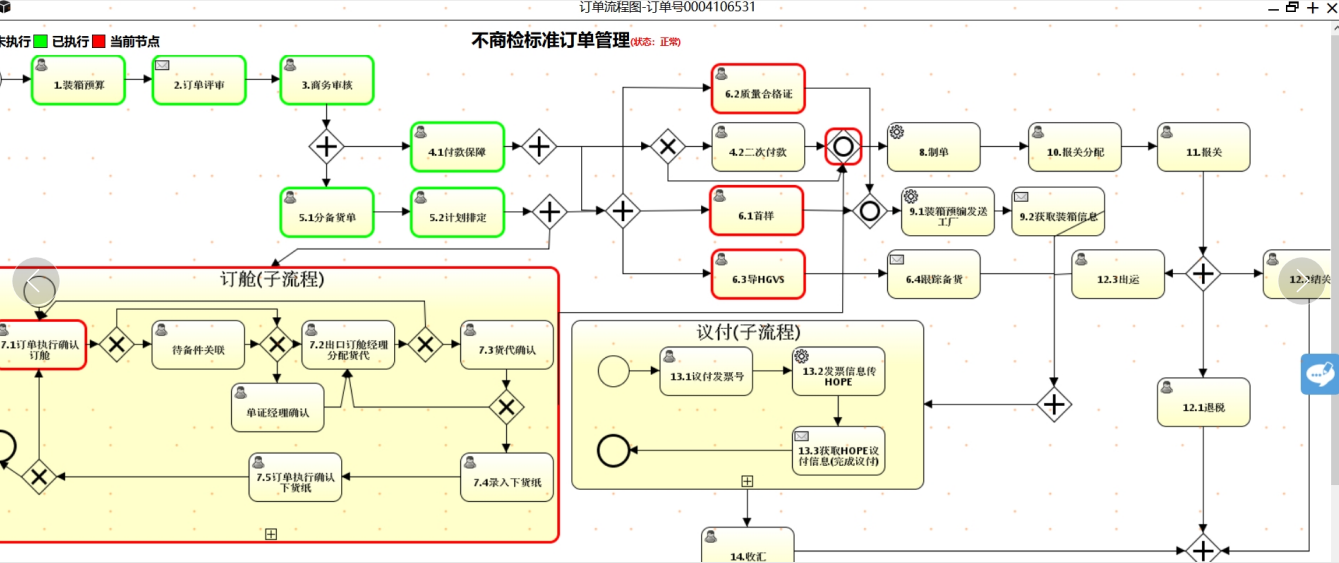 订单流程图-订单号0004106531
未执行 已执行 当前节点
不商检标准订单管理(状态：正常)
1.装箱预算
2.订单评审
3.商务审核
6.2质量合格证
4.1付款保障
4.2二次付款
8.制单
10.报关分配
11.报关
5.1分备货单
5.2计划排定
6.1首样
9.1装箱预编发送
工厂
9.2获取装箱信息
6.3导HGVS
6.4跟踪备货
12.3出运
订舱(子流程)
7.1订单执行确认
订舱
待备件关联
7.2出口订舱经理
分配货代
7.3货代确认
单证经理确认
7.5订单执行确认
下货纸
7.4录入下货纸
议付(子流程)
13.1议付发票号
13.2发票信息传
HOPE
13.3获取HOPE议
付信息(完成议付)
12.1退税
14.收汇